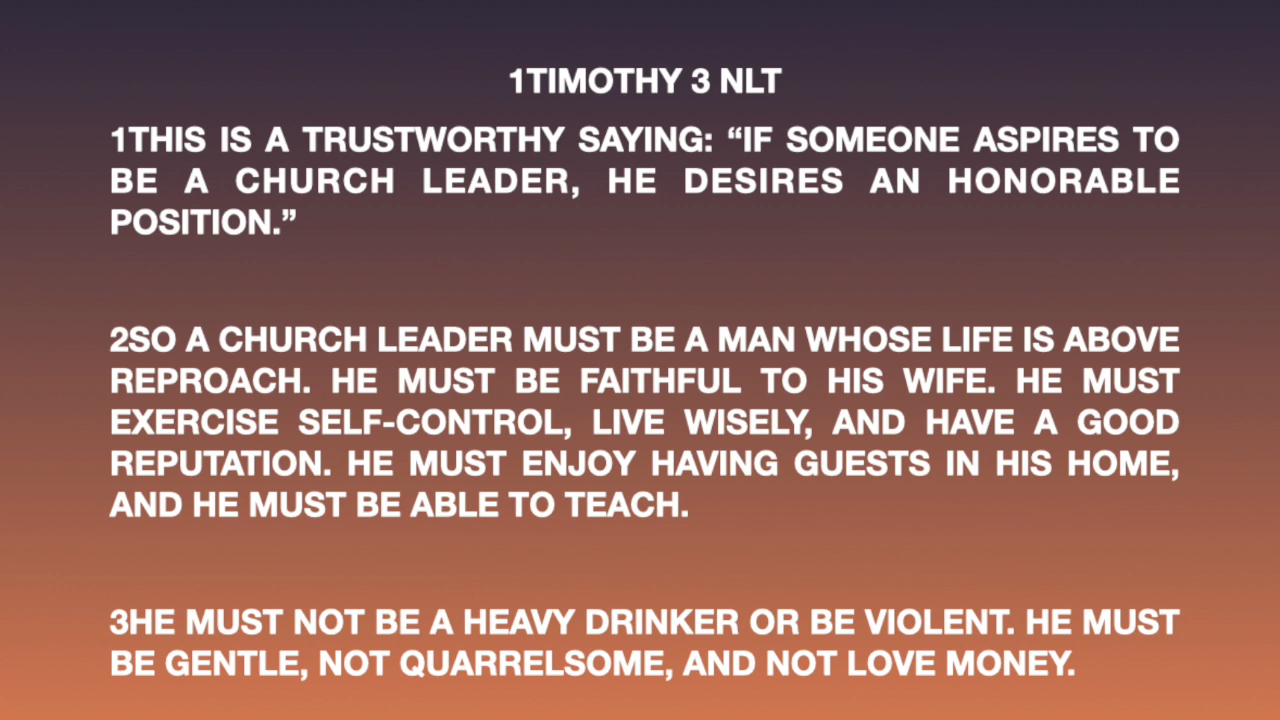 1TIMOTHY 3 NLT
1THIS IS A TRUSTWORTHY SAYING: “IF SOMEONE ASPIRES TO
BE A CHURCH LEADER, HE DESIRES AN HONORABLE
POSITION.”
2SO A CHURCH LEADER MUST BE A MAN WHOSE LIFE IS ABOVE
REPROACH. HE MUST BE FAITHFUL TO HIS WIFE. HE MUST
EXERCISE SELF-CONTROL, LIVE WISELY, AND HAVE A GOOD
REPUTATION. HE MUST ENJOY HAVING GUESTS IN HIS HOME,
AND HE MUST BE ABLE TO TEACH.
3HE MUST NOT BE A HEAVY DRINKER OR BE VIOLENT. HE MUST
BE GENTLE, NOT QUARRELSOME, AND NOT LOVE MONEY.